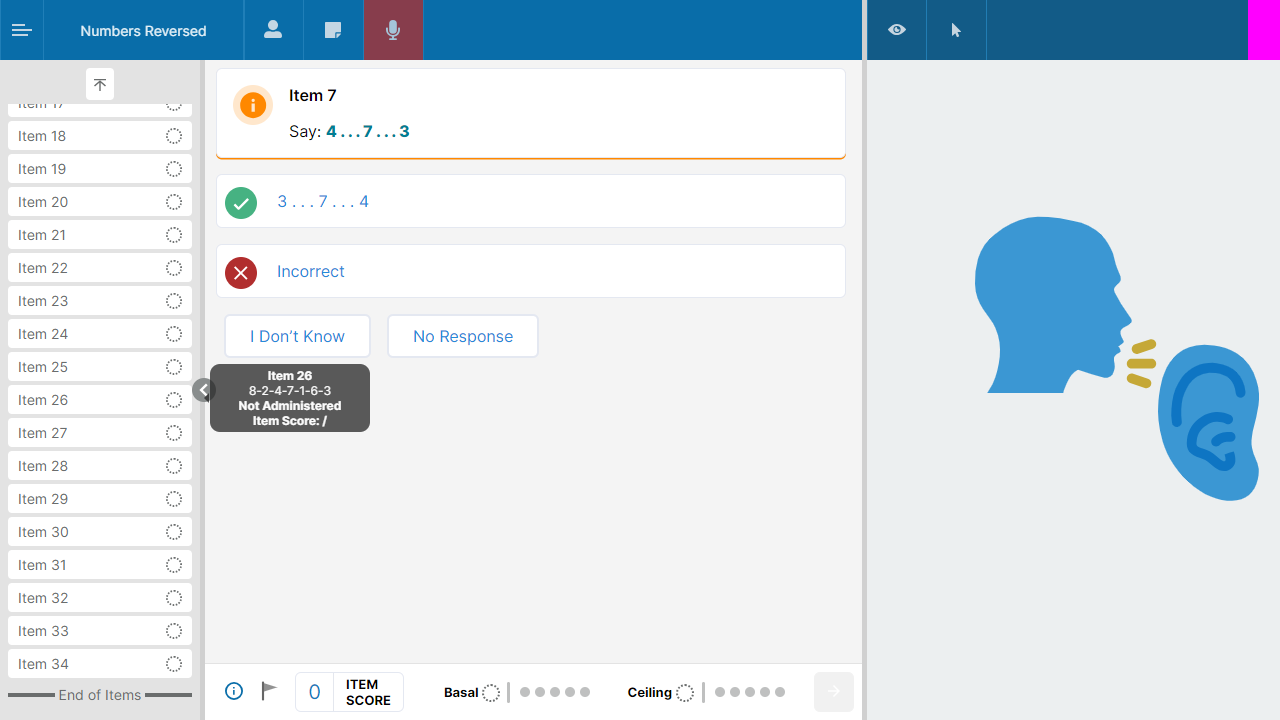 Numbers Reversed
Item 17
Item 18
Item 19
Item 20
Item 21
Item 22
Item 23
Item 24
Item 25
Item 26
Item 27
Item 28
Item 29
Item 30
Item 31
Item 32
Item 33
Item 34
End of Items
Item 7
Say: 4 . . . 7 . . . 3
3 . . . 7 . . . 4
Incorrect
I Don’t Know
No Response
Item 26
8-2-4-7-1-6-3
Not Administered
Item Score: /
0
ITEM
SCORE
Basal
Ceiling